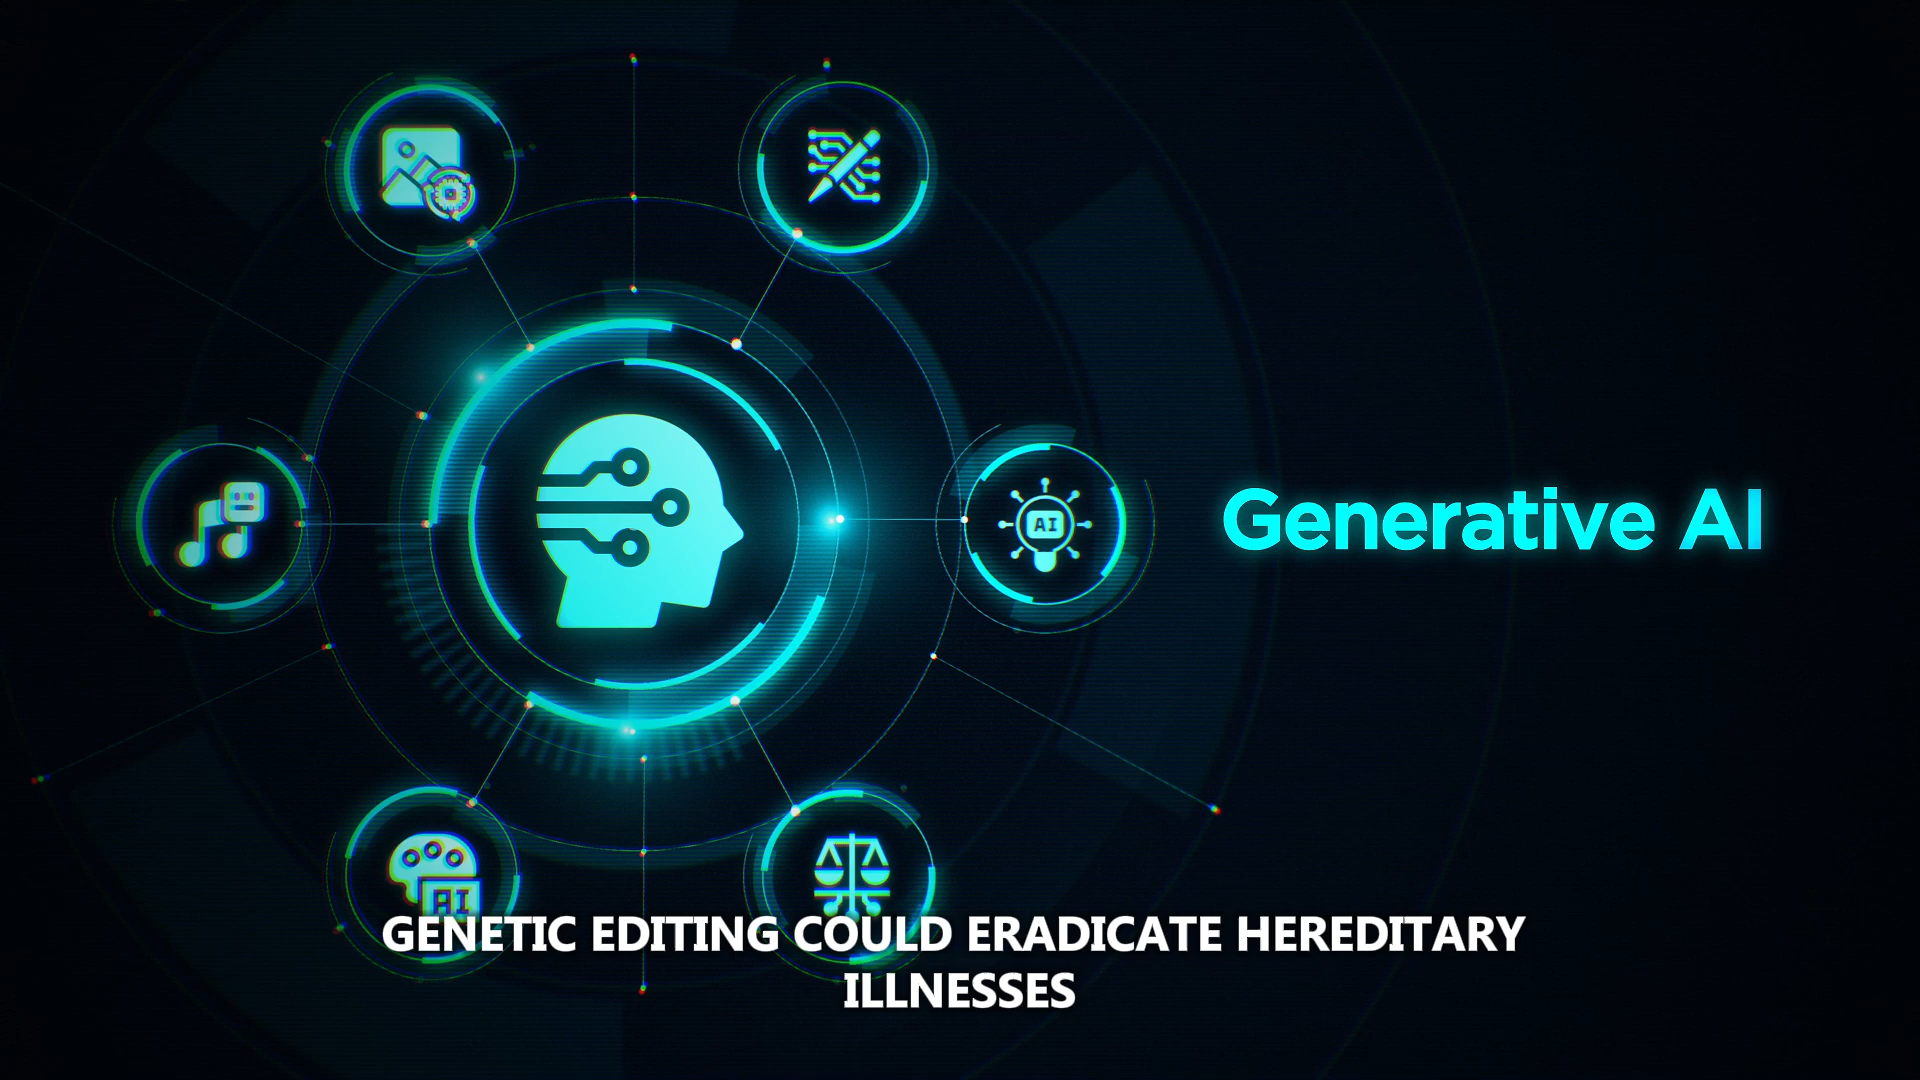 AI
Generative AI
AI
GENETIC EDITING COULD ERADICATE HEREDITARY
ILLNESSES